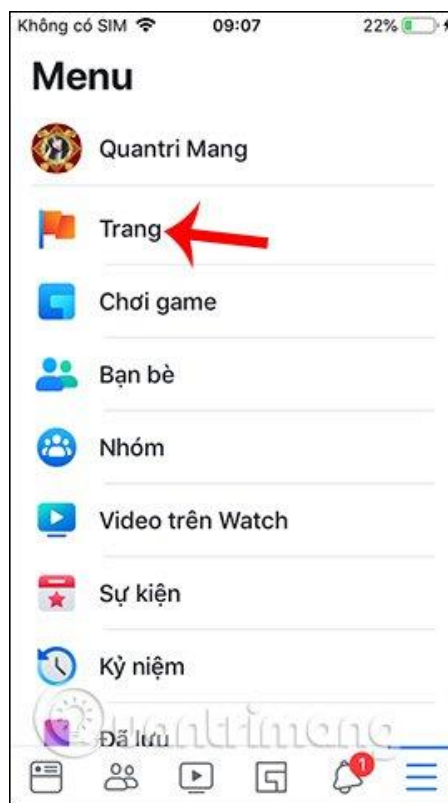 Không có SIM 09:07 22%
Menu
Quantri Mang
Trang
Chơi game
Bạn bè
Nhóm
Video trên Watch
Sự kiện
Kỷ niệm
Đã lưu
Quantrimang
1